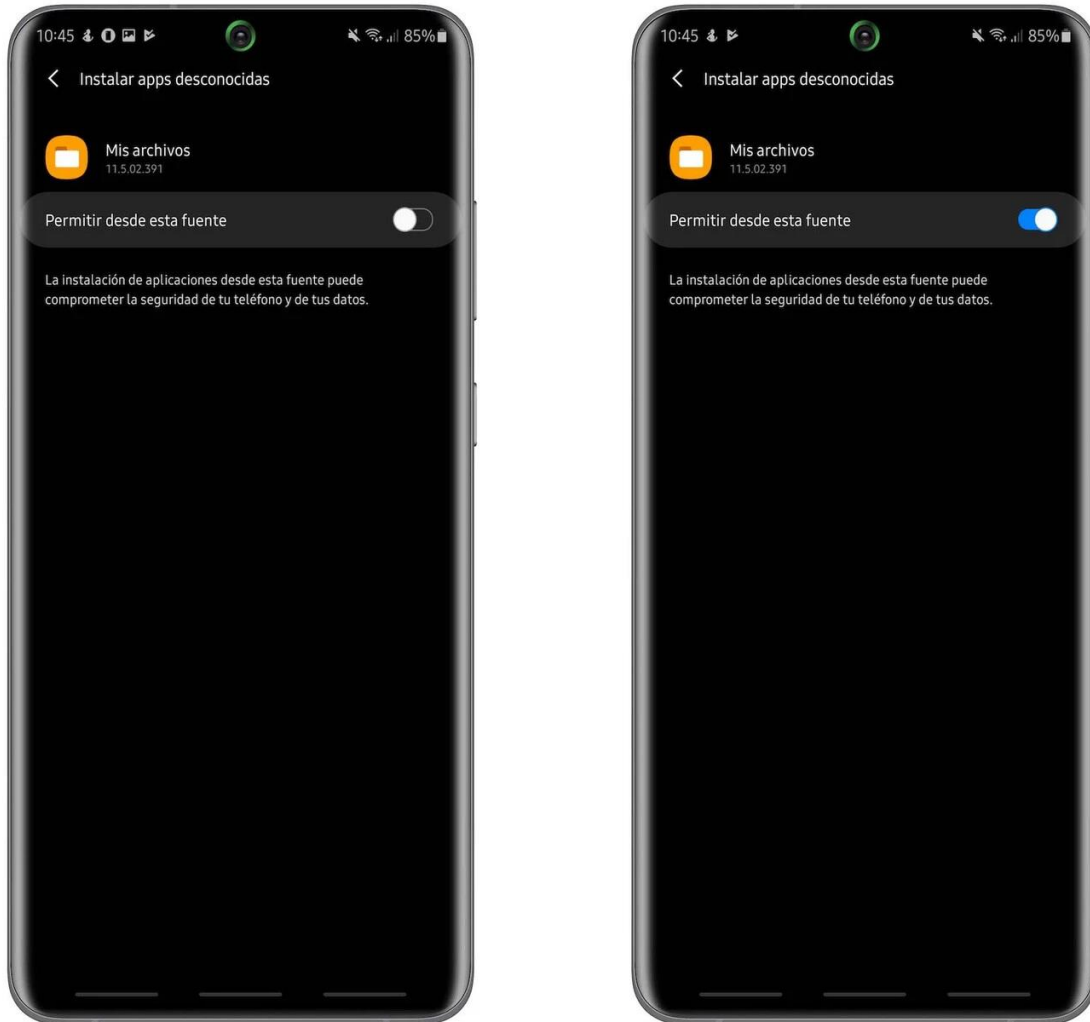 10:45
85%
Instalar apps desconocidas
Mis archivos
11.5.02.391
Permitir desde esta fuente
La instalación de aplicaciones desde esta fuente puede
comprometer la seguridad de tu teléfono y de tus datos.
10:45
85%
Instalar apps desconocidas
Mis archivos
11.5.02.391
Permitir desde esta fuente
La instalación de aplicaciones desde esta fuente puede
comprometer la seguridad de tu teléfono y de tus datos.